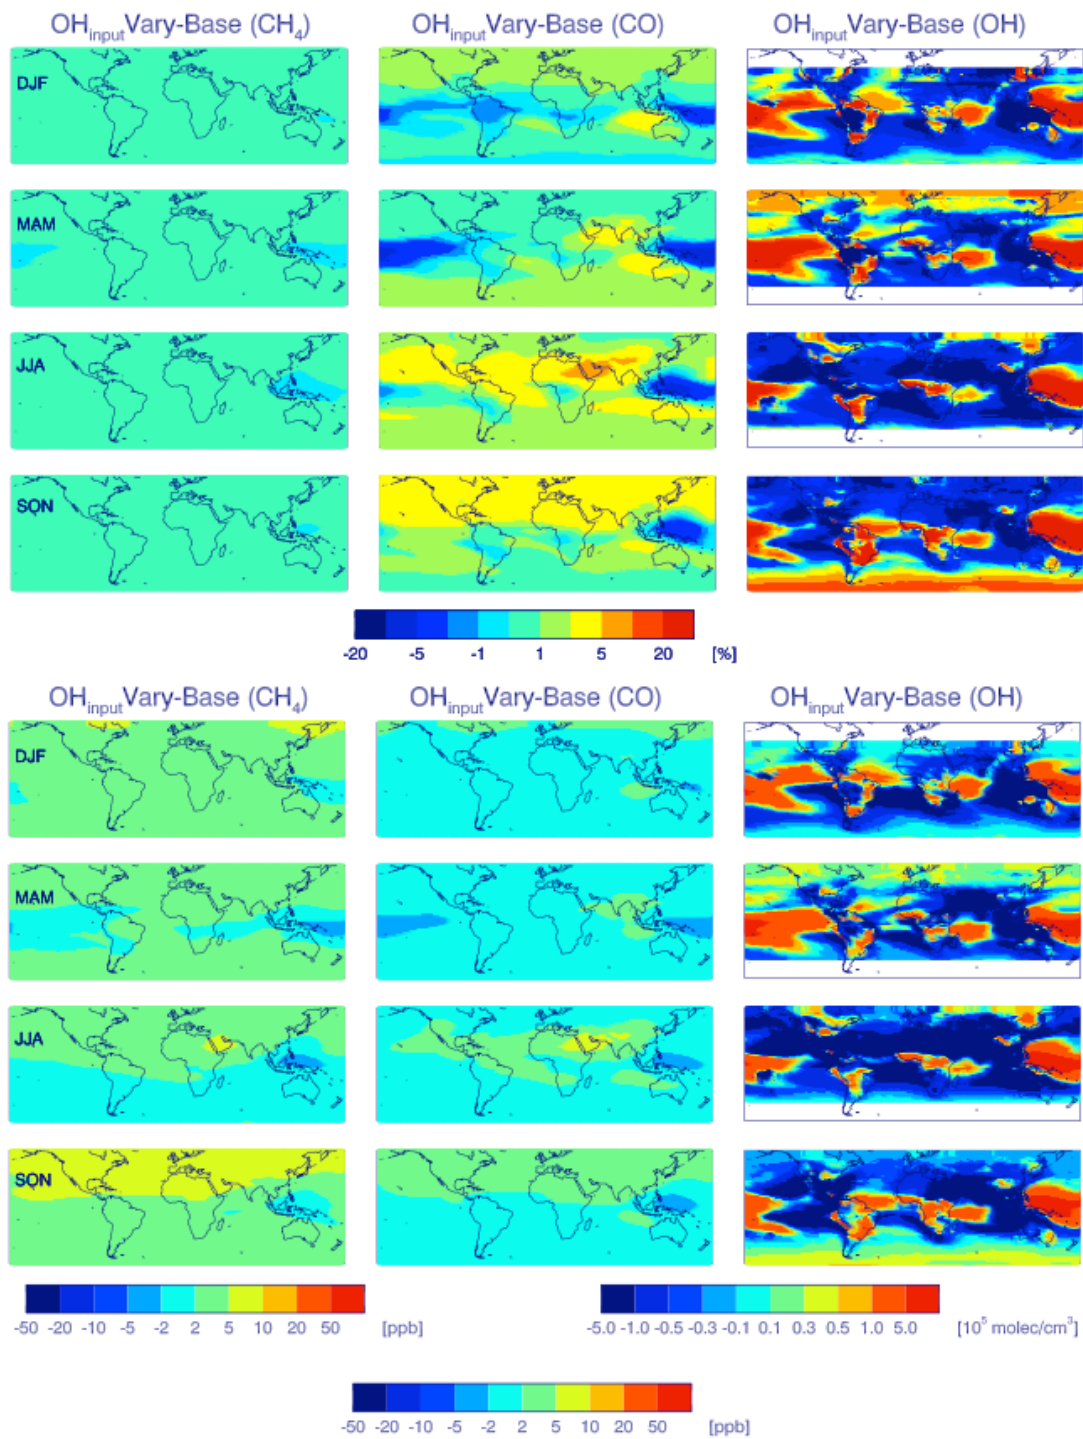 OHinputVary-Base (CH4) OHinputVary-Base (CO) OHinputVary-Base (OH)
DJF
MAM
JJA
SON
-20 -5 -1 1 5 20 [%]
OHinputVary-Base (CH4) OHinputVary-Base (CO) OHinputVary-Base (OH)
DJF
MAM
JJA
SON
-50 -20 -10 -5 -2 2 5 10 20 50 [ppb]
-5.0 -1.0 -0.5 -0.3 -0.1 0.1 0.3 0.5 1.0 5.0 [10^5 molec/cm^3]
-50 -20 -10 -5 -2 2 5 10 20 50 [ppb]